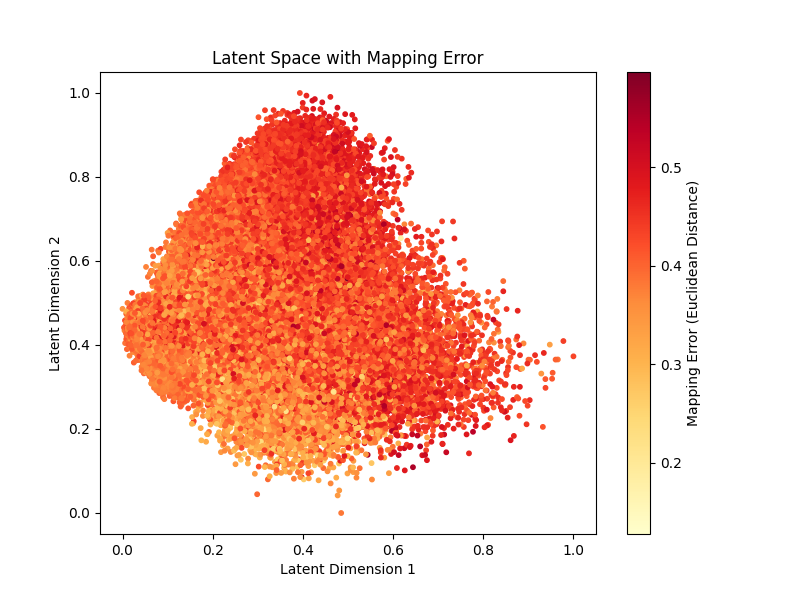 Latent Space with Mapping Error
Latent Dimension 2
1.0
0.8
0.6
0.4
0.2
0.0
0.0 0.2 0.4 0.6 0.8 1.0
Latent Dimension 1
0.5
0.4
0.3
0.2
Mapping Error (Euclidean Distance)